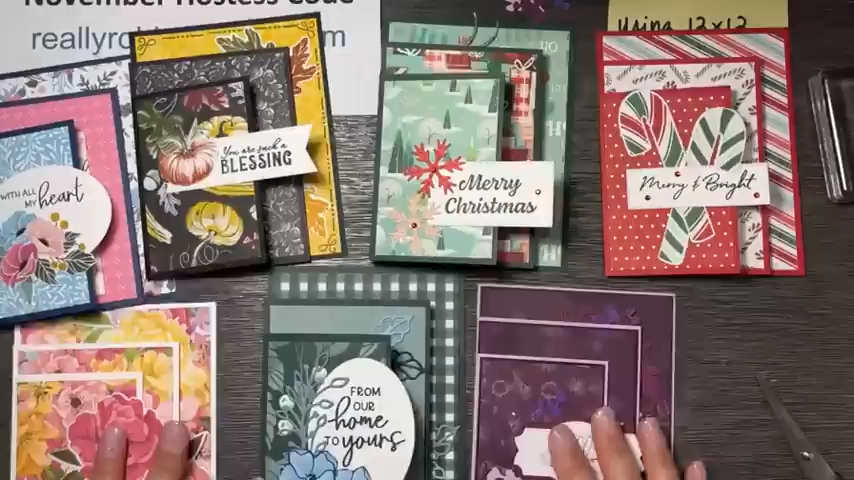 November Hostess Code
Using 12x12
You are such a
BLESSING
WITH ALL
MY heart
Merry
Christmas
Merry & Bright
FROM
OUR
home
TO yours